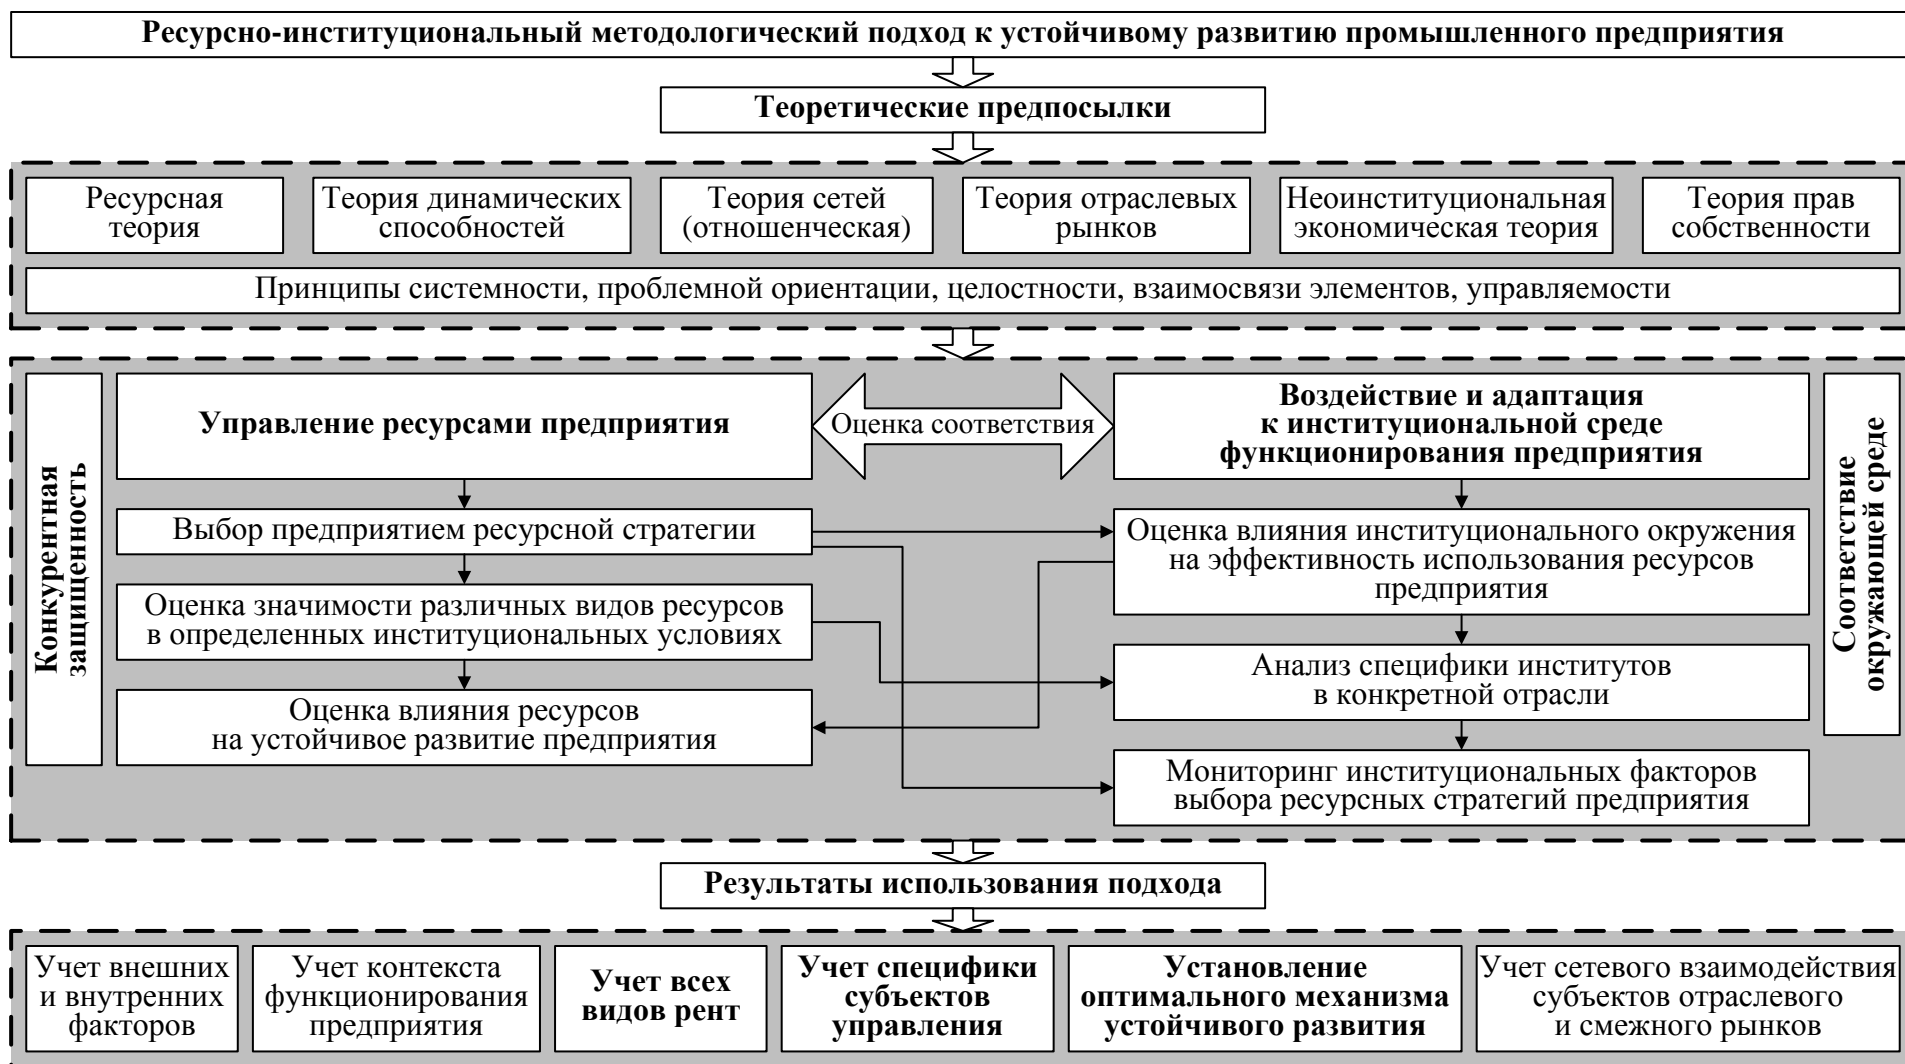 Ресурсно-институциональный методологический подход к устойчивому развитию промышленного предприятия
Теоретические предпосылки
Ресурсная
теория
Теория динамических
способностей
Теория сетей
(отношенческая)
Теория отраслевых
рынков
Неоинституциональная
экономическая теория
Теория прав
собственности
Принципы системности, проблемной ориентации, целостности, взаимосвязи элементов, управляемости
Конкурентная
защищенность
Управление ресурсами предприятия
Оценка соответствия
Воздействие и адаптация
к институциональной среде
функционирования предприятия
Соответствие
окружающей среде
Выбор предприятием ресурсной стратегии
Оценка значимости различных видов ресурсов
в определенных институциональных условиях
Оценка влияния ресурсов
на устойчивое развитие предприятия
Оценка влияния институционального окружения
на эффективность использования ресурсов
предприятия
Анализ специфики институтов
в конкретной отрасли
Мониторинг институциональных факторов
выбора ресурсных стратегий предприятия
Результаты использования подхода
Учет внешних
и внутренних
факторов
Учет контекста
функционирования
предприятия
Учет всех
видов рент
Учет специфики
субъектов
управления
Установление
оптимального механизма
устойчивого развития
Учет сетевого взаимодействия
субъектов отраслевого
и смежного рынков